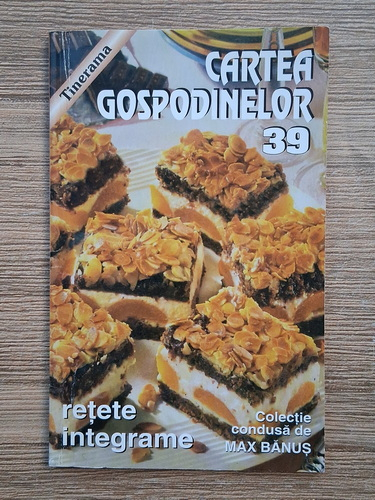 Tinerama
CARTEA
GOSPODINELOR
39
rețete
integrame
Colecție
condusă de
MAX BĂNUȘ